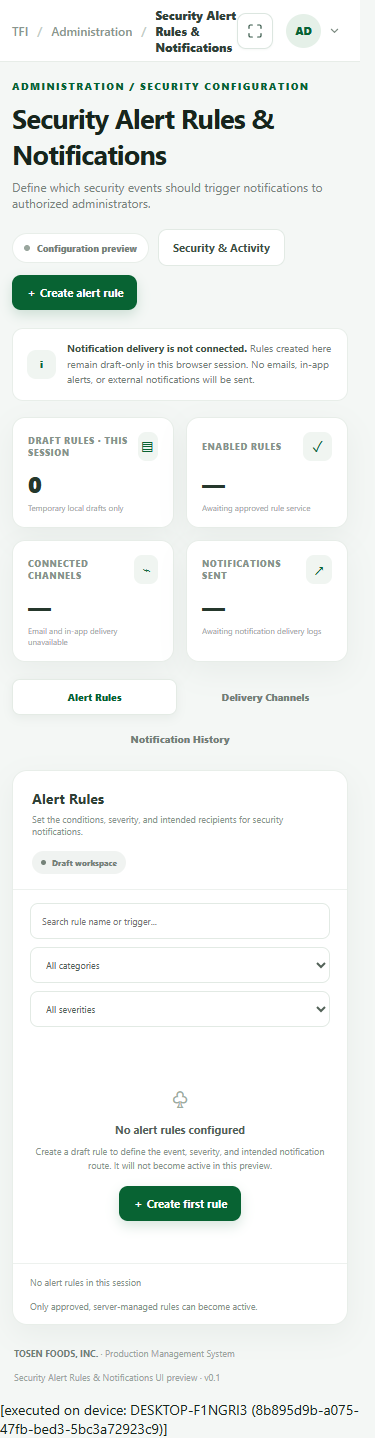 TFI / Administration / Security Alert Rules & Notifications
AD
ADMINISTRATION / SECURITY CONFIGURATION
Security Alert Rules &
Notifications
Define which security events should trigger notifications to
authorized administrators.
Configuration preview
Security & Activity
+ Create alert rule
i
Notification delivery is not connected. Rules created here
remain draft-only in this browser session. No emails, in-app
alerts, or external notifications will be sent.
DRAFT RULES · THIS
SESSION
0
Temporary local drafts only
ENABLED RULES
—
Awaiting approved rule service
CONNECTED
CHANNELS
—
Email and in-app delivery
unavailable
NOTIFICATIONS
SENT
—
Awaiting notification delivery logs
Alert Rules
Delivery Channels
Notification History
Alert Rules
Set the conditions, severity, and intended recipients for security
notifications.
Draft workspace
Search rule name or trigger...
All categories
All severities
No alert rules configured
Create a draft rule to define the event, severity, and intended notification
route. It will not become active in this preview.
+ Create first rule
No alert rules in this session
Only approved, server-managed rules can become active.
TOSEN FOODS, INC. · Production Management System
Security Alert Rules & Notifications UI preview · v0.1
[executed on device: DESKTOP-F1NGRI3 (8b895d9b-a075-
47fb-bed3-5bc3a72923c9)]